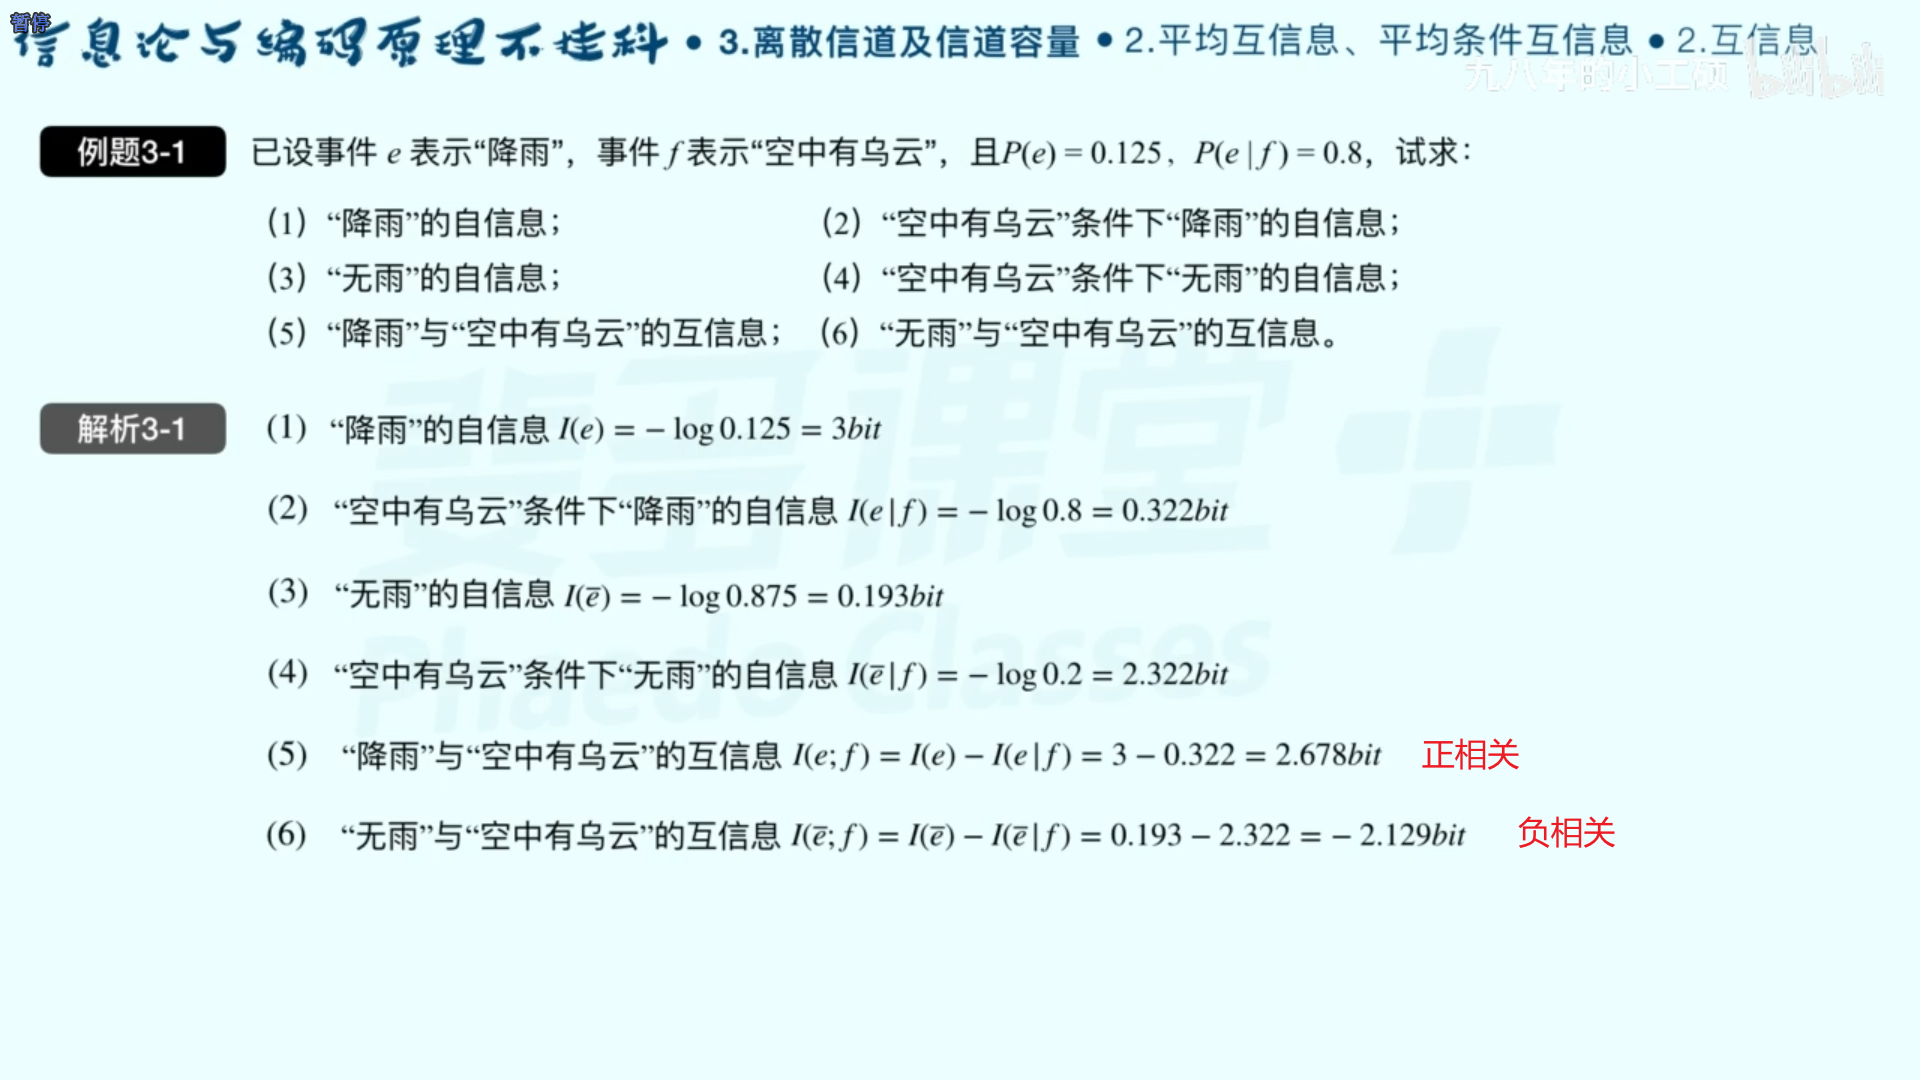 暂停
信息论与编码原理不挂科 • 3.离散信道及信道容量 • 2.平均互信息、平均条件互信息 • 2.互信息
九八年的小工硕 bilibili
例题3-1 已设事件 e 表示“降雨”，事件 f 表示“空中有乌云”，且P(e) = 0.125，P(e | f) = 0.8，试求：
（1）“降雨”的自信息； （2）“空中有乌云”条件下“降雨”的自信息；
（3）“无雨”的自信息； （4）“空中有乌云”条件下“无雨”的自信息；
（5）“降雨”与“空中有乌云”的互信息； （6）“无雨”与“空中有乌云”的互信息。
解析3-1 （1） “降雨”的自信息 I(e) = − log 0.125 = 3bit
（2） “空中有乌云”条件下“降雨”的自信息 I(e | f) = − log 0.8 = 0.322bit
（3） “无雨”的自信息 I(e̅) = − log 0.875 = 0.193bit
（4） “空中有乌云”条件下“无雨”的自信息 I(e̅ | f) = − log 0.2 = 2.322bit
（5） “降雨”与“空中有乌云”的互信息 I(e; f) = I(e) − I(e | f) = 3 − 0.322 = 2.678bit 正相关
（6） “无雨”与“空中有乌云”的互信息 I(e̅; f) = I(e̅) − I(e̅ | f) = 0.193 − 2.322 = − 2.129bit 负相关
斐多课堂
Phaedo Classes